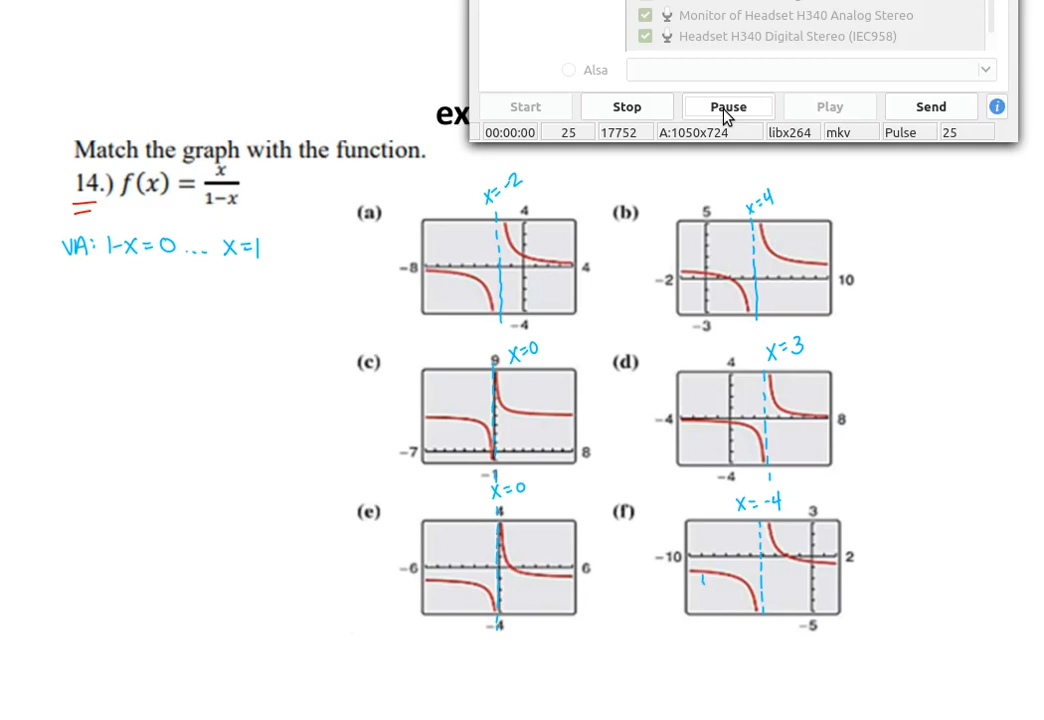 Monitor of Headset H340 Analog Stereo
Headset H340 Digital Stereo (IEC958)
Alsa
Start Stop Pause Play Send
00:00:00 25 17752 A:1050x724 libx264 mkv Pulse 25
ex
Match the graph with the function.
14.) f(x) = x/(1−x)
VA: 1-x=0 ... x=1
(a) x=-2 4
-8 4
-4
(b) 5 x=4
-2 10
-3
(c) 9 x=0
-7 8
-1
(d) 4 x=3
-4 8
-4
(e) x=0 4
-6 6
-4
(f) x=-4 3
-10 2
-5